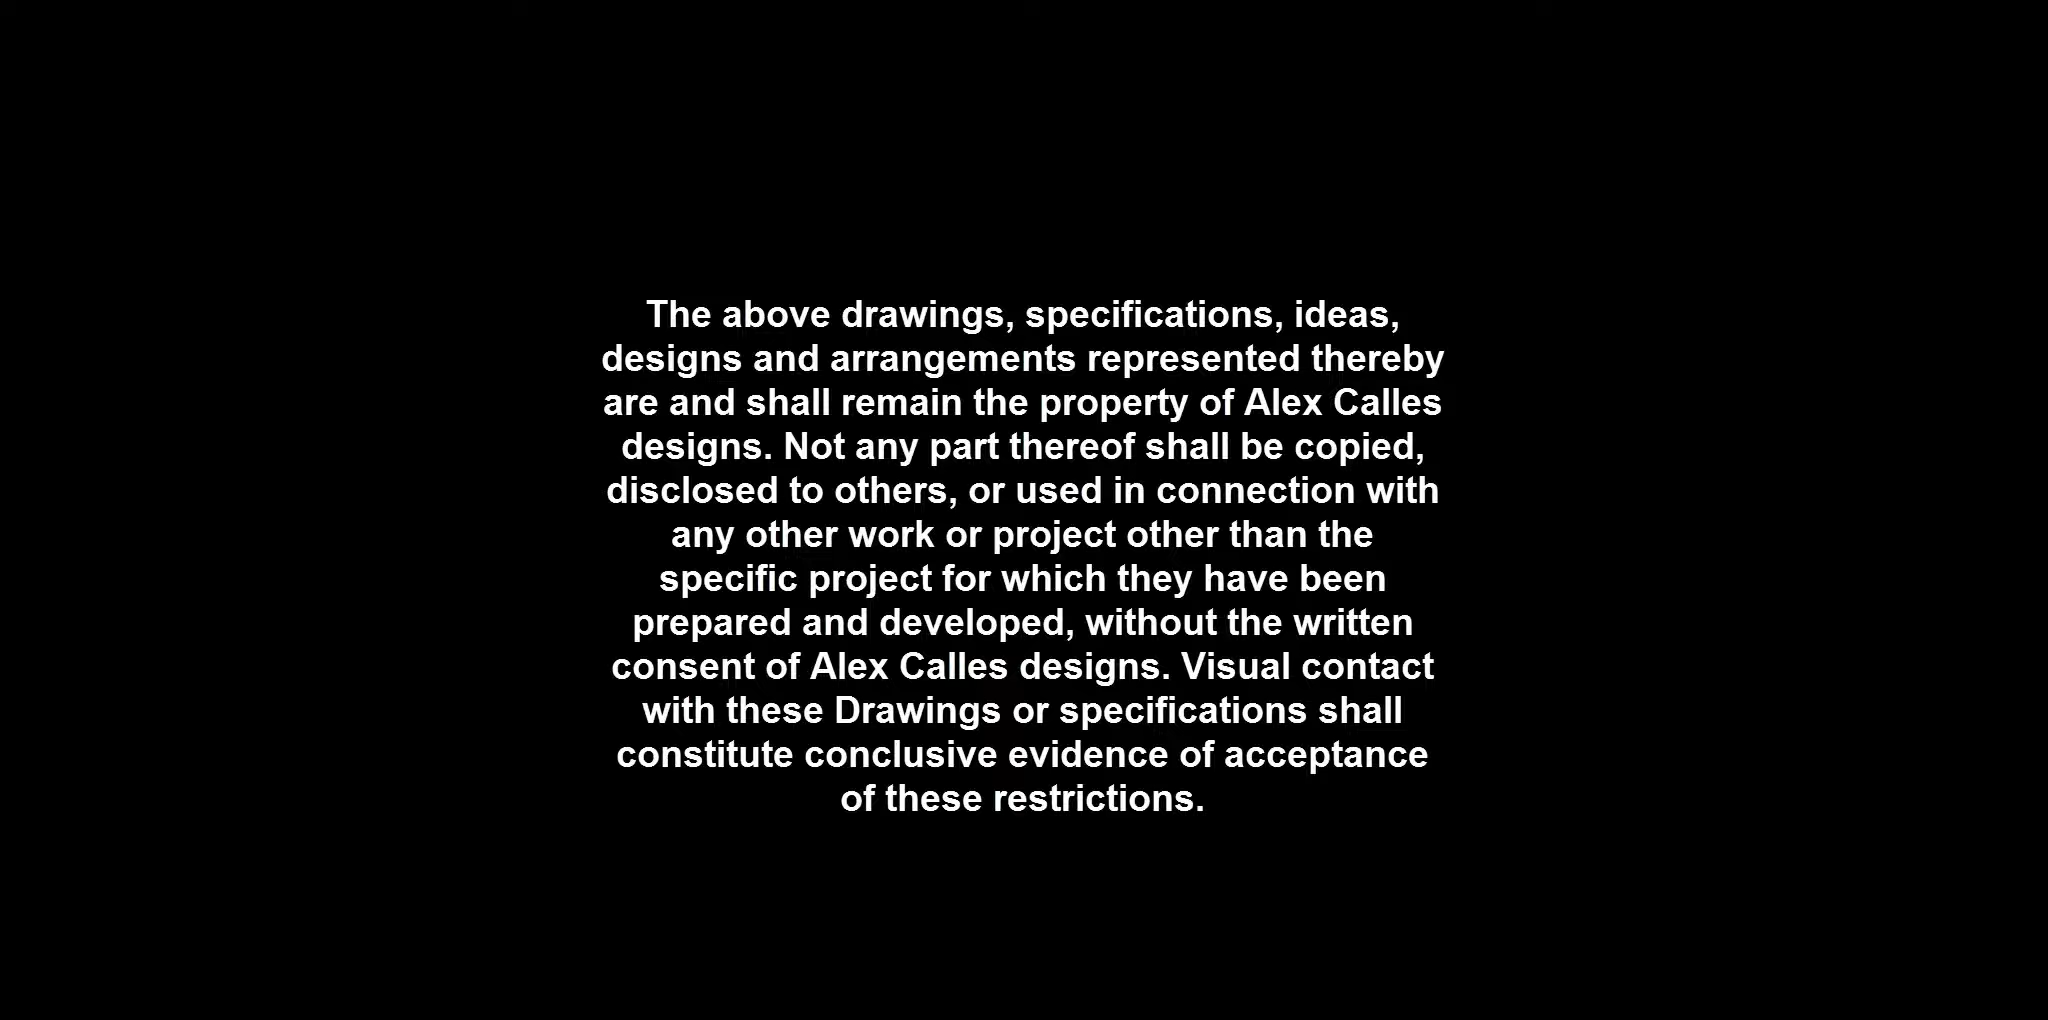 The above drawings, specifications, ideas,
designs and arrangements represented thereby
are and shall remain the property of Alex Calles
designs. Not any part thereof shall be copied,
disclosed to others, or used in connection with
any other work or project other than the
specific project for which they have been
prepared and developed, without the written
consent of Alex Calles designs. Visual contact
with these Drawings or specifications shall
constitute conclusive evidence of acceptance
of these restrictions.